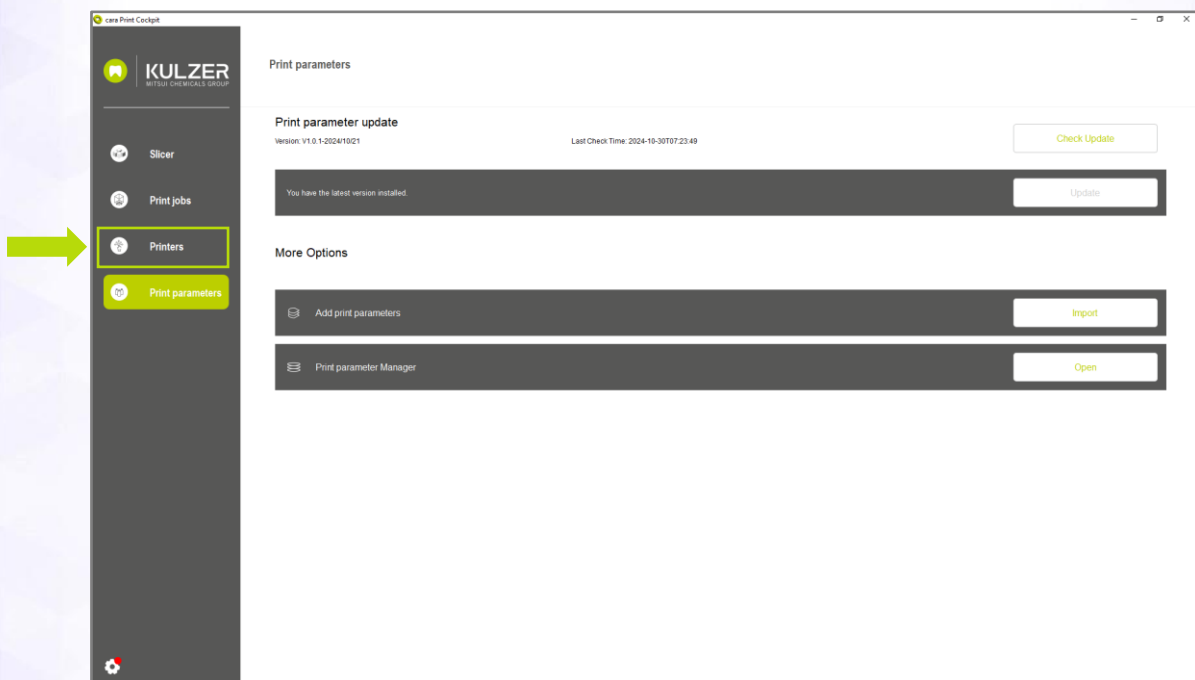 cara Print Cockpit
KULZER
MITSUI CHEMICALS GROUP
Slicer
Print jobs
Printers
Print parameters
Print parameters
Print parameter update
Version: V1.0.1-2024/10/21
Last Check Time: 2024-10-30T07:23:49
Check Update
You have the latest version installed.
Update
More Options
Add print parameters
Import
Print parameter Manager
Open